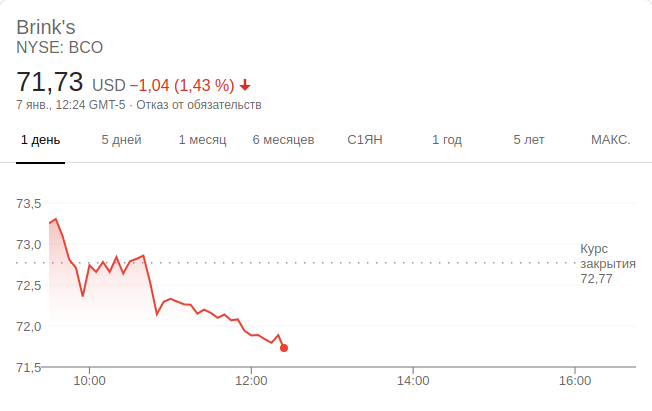 Brink's
NYSE: BCO
71,73 USD −1,04 (1,43 %)
7 янв., 12:24 GMT-5 · Отказ от обязательств
1 день 5 дней 1 месяц 6 месяцев С1ЯН 1 год 5 лет МАКС.
73,5
73,0
Курс
закрытия
72,77
72,5
72,0
71,5
10:00 12:00 14:00 16:00